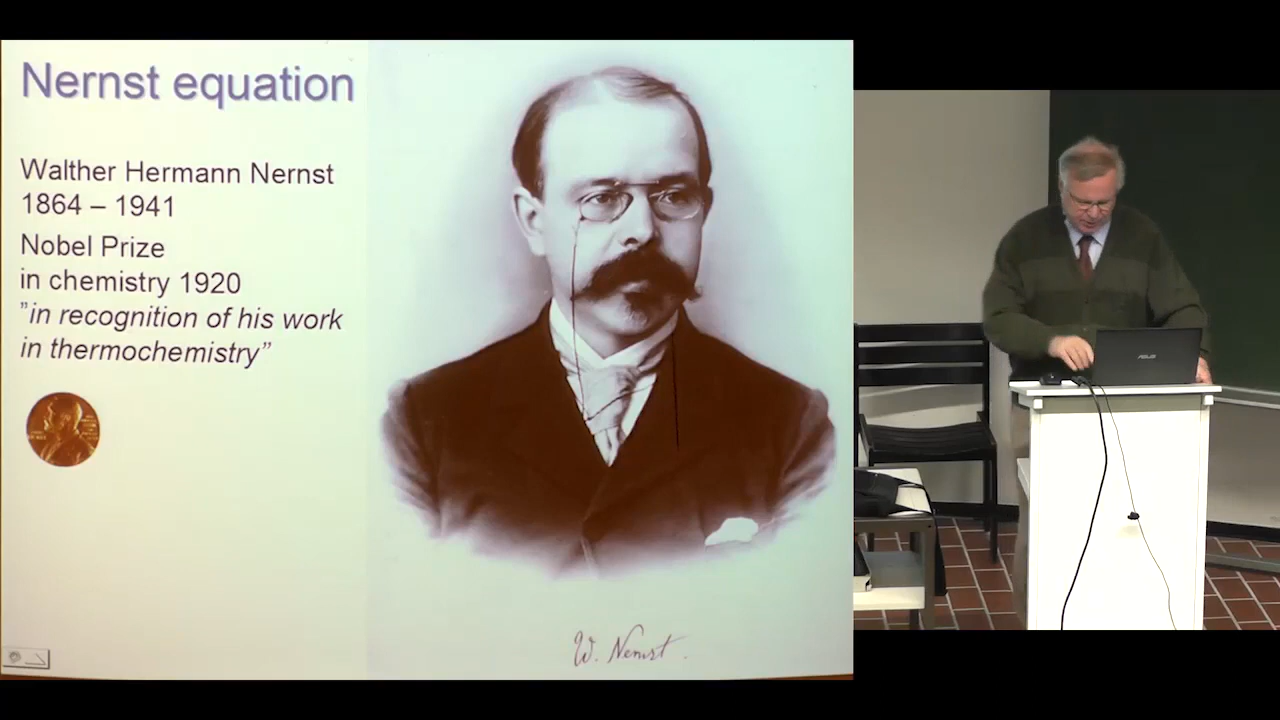 Nernst equation
Walther Hermann Nernst
1864 – 1941
Nobel Prize
in chemistry 1920
”in recognition of his work
in thermochemistry”
W. Nernst.
ASUS